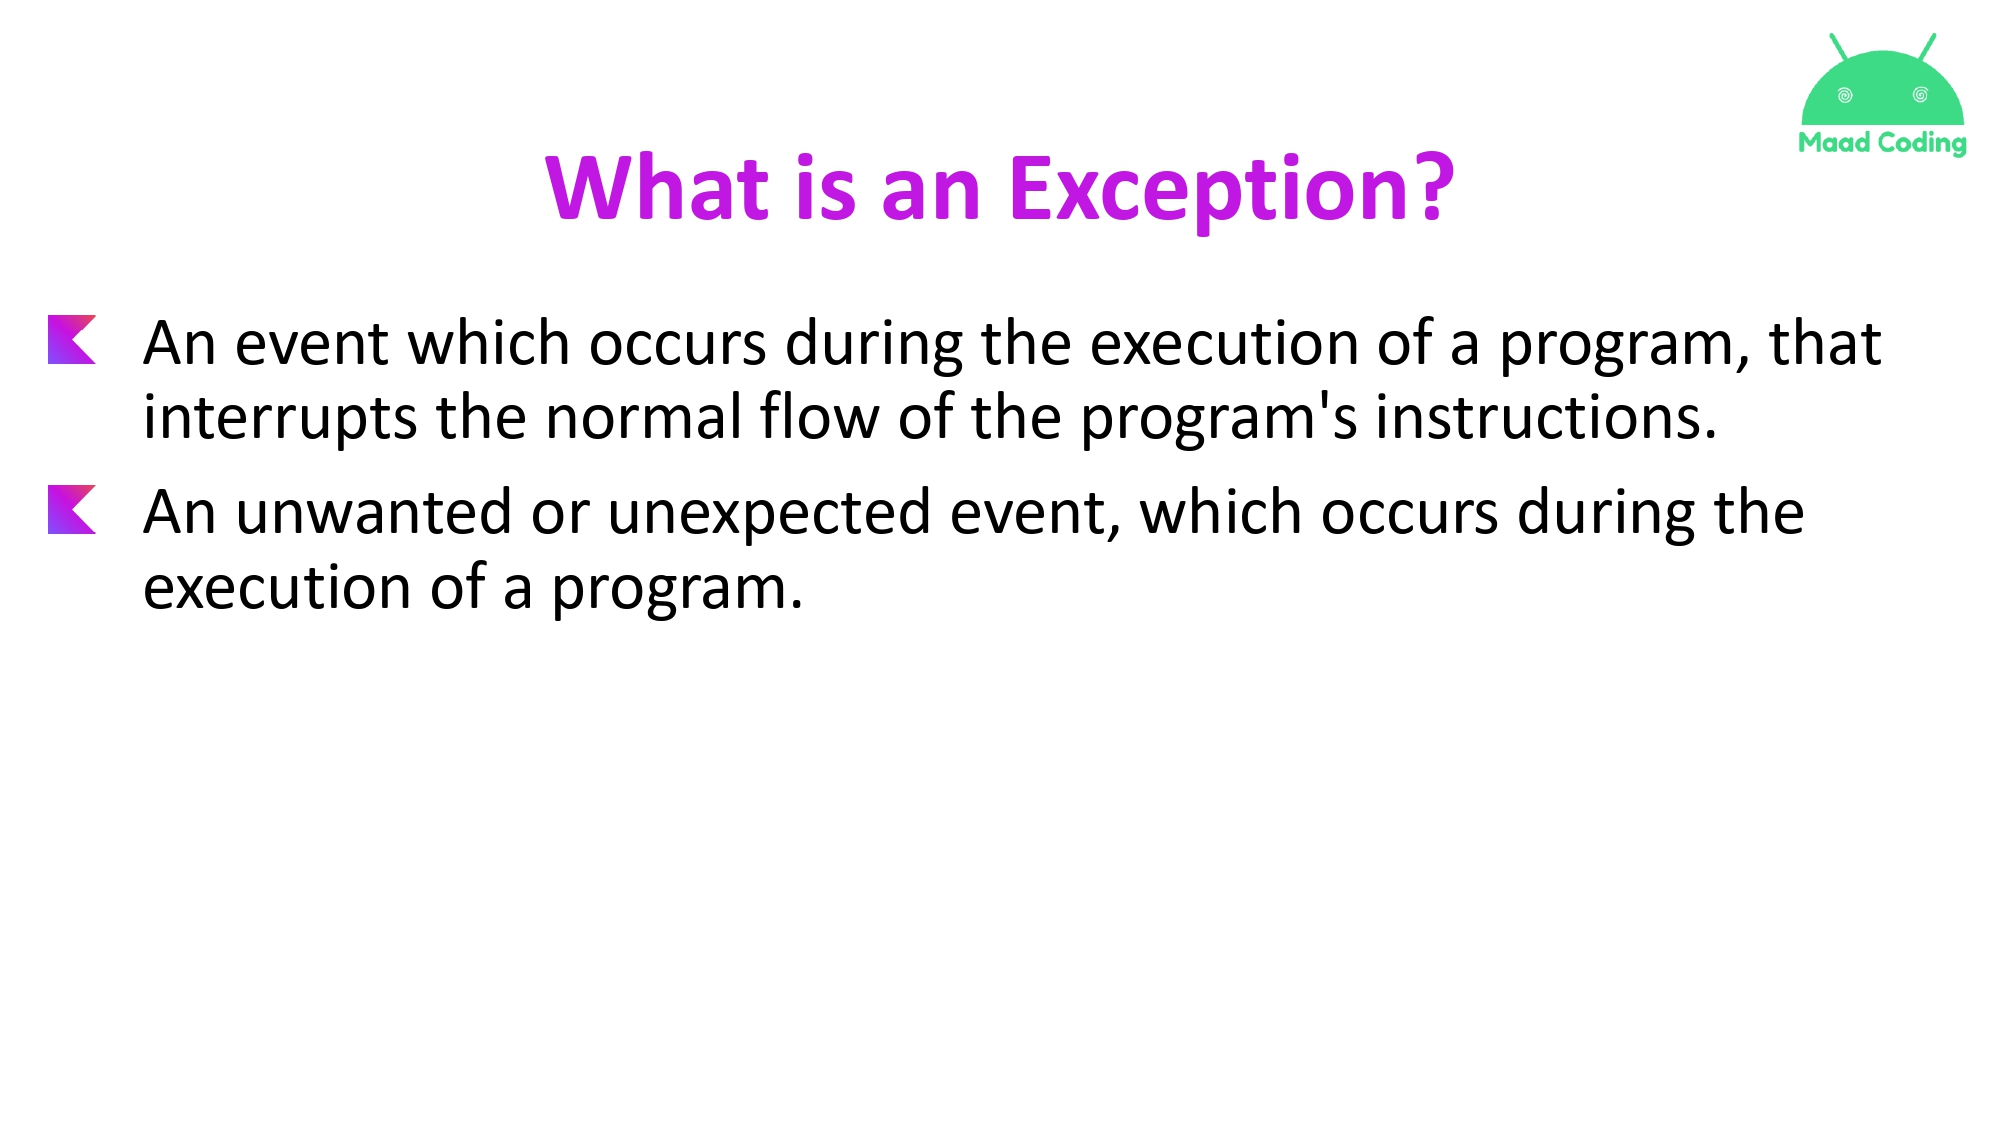 Maad Coding
What is an Exception?
An event which occurs during the execution of a program, that
interrupts the normal flow of the program's instructions.
An unwanted or unexpected event, which occurs during the
execution of a program.